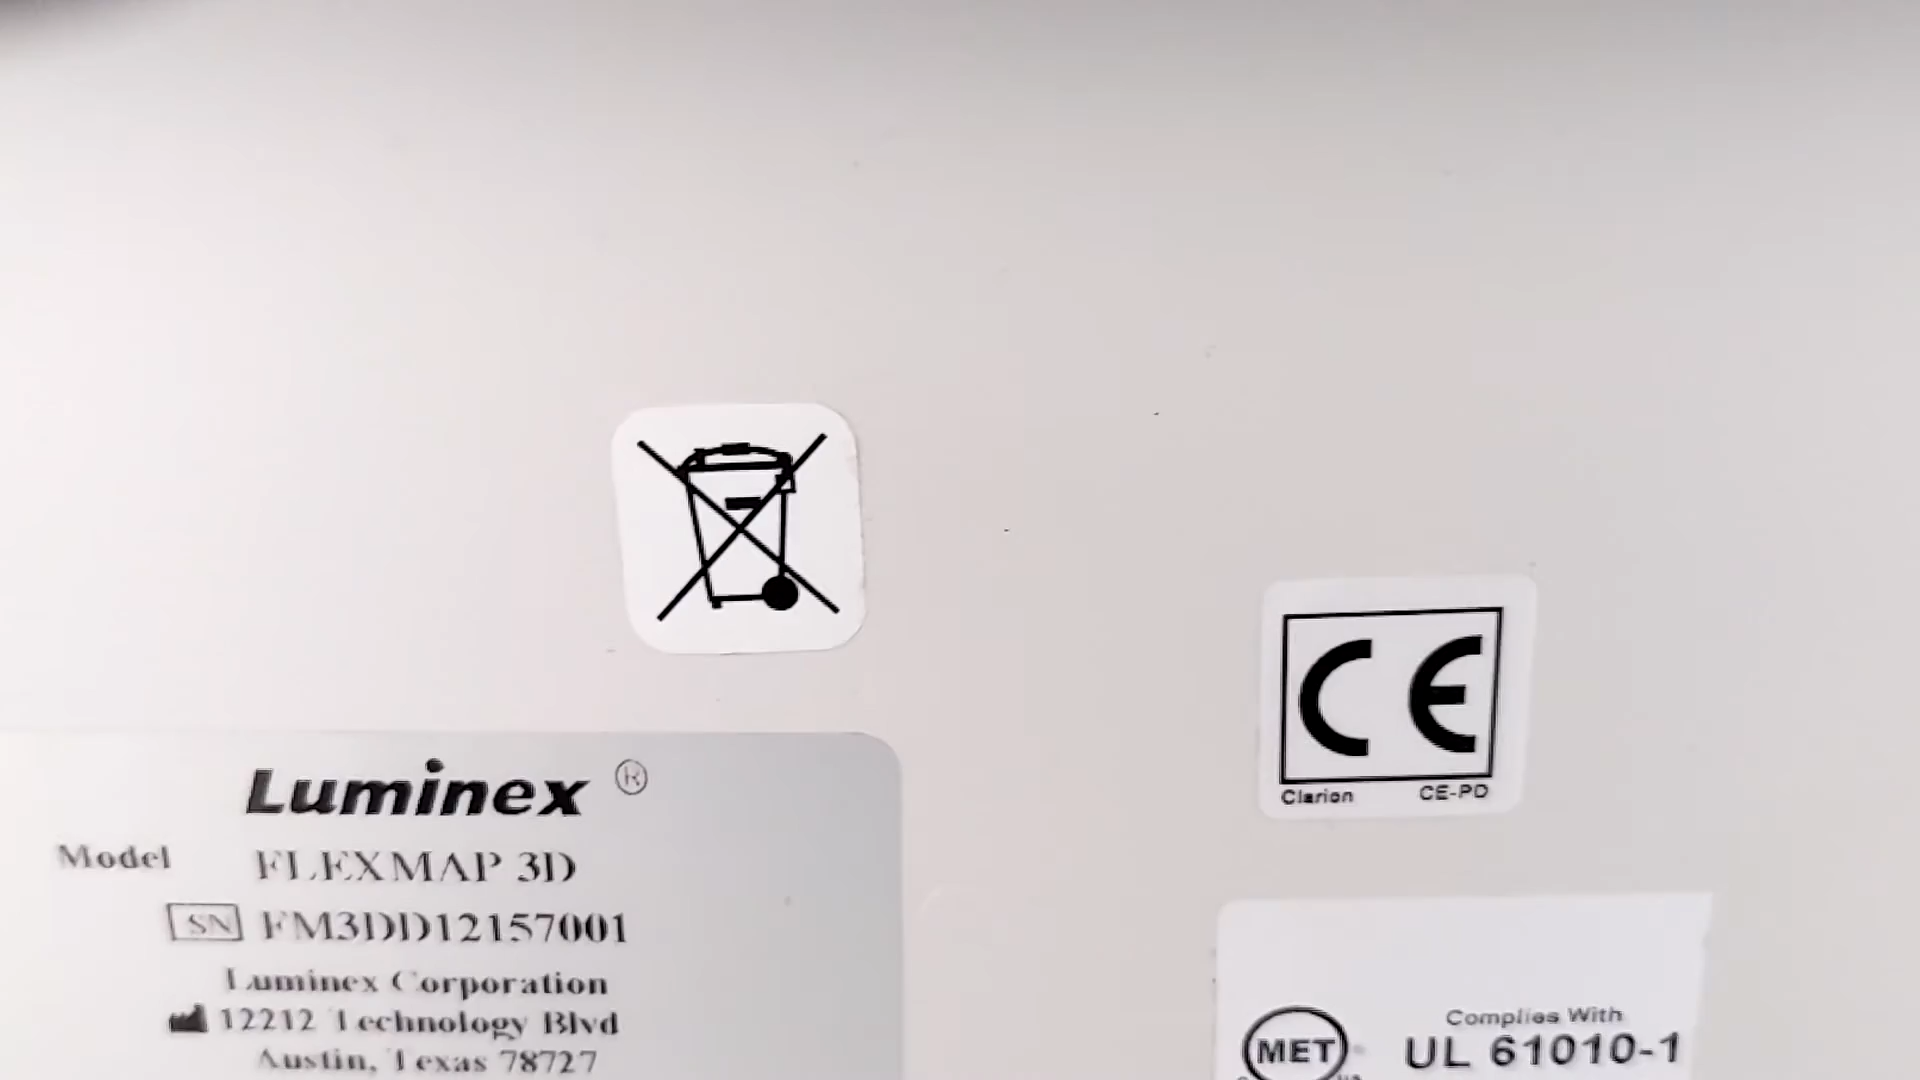 CE
Clarion CE-PD
Luminex ®
Model FLEXMAP 3D
SN FM3DD12157001
Luminex Corporation
12212 Technology Blvd
Austin, Texas 78727
Complies With
MET UL 61010-1